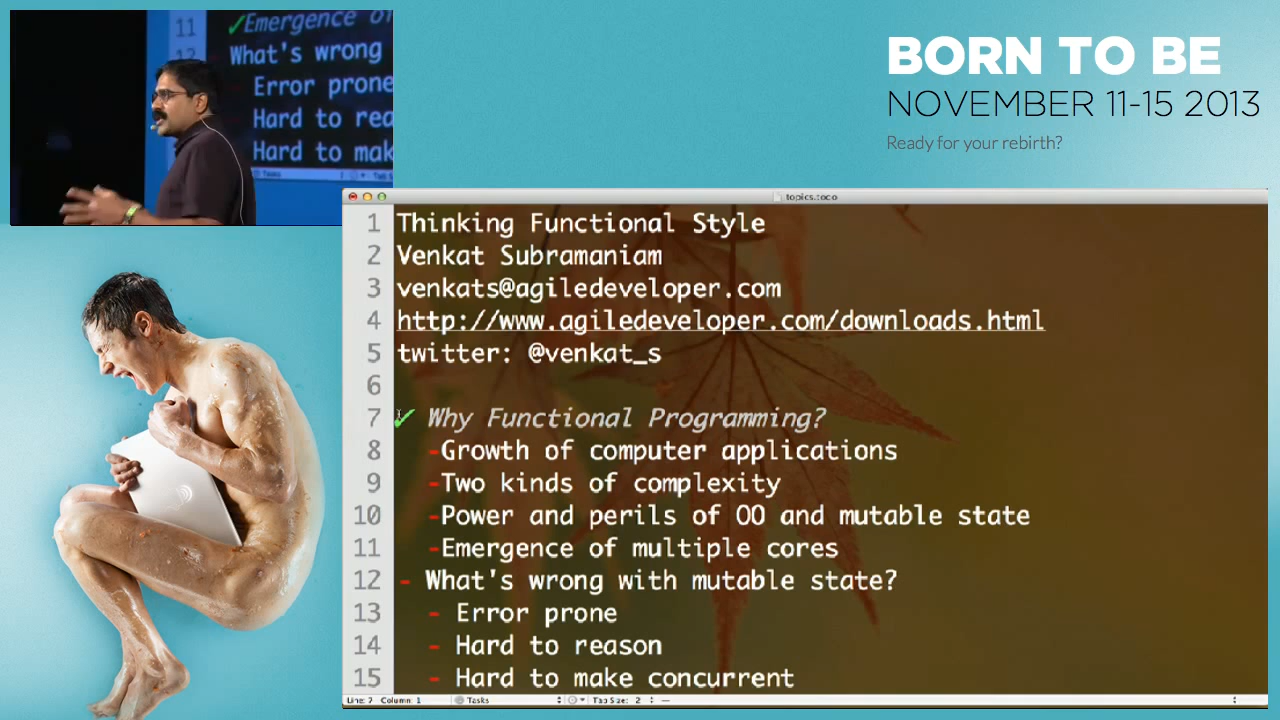 11 ✓Emergence of
12 What's wrong
Error prone
Hard to rea
Hard to mak
Tasks
BORN TO BE
NOVEMBER 11-15 2013
Ready for your rebirth?
topics.todo
1 Thinking Functional Style
2 Venkat Subramaniam
3 venkats@agiledeveloper.com
4 http://www.agiledeveloper.com/downloads.html
5 twitter: @venkat_s
6
7 ✓ Why Functional Programming?
8 -Growth of computer applications
9 -Two kinds of complexity
10 -Power and perils of OO and mutable state
11 -Emergence of multiple cores
12 - What's wrong with mutable state?
13 - Error prone
14 - Hard to reason
15 - Hard to make concurrent
Line: 7 Column: 1 Tasks Tab Size: 2 —